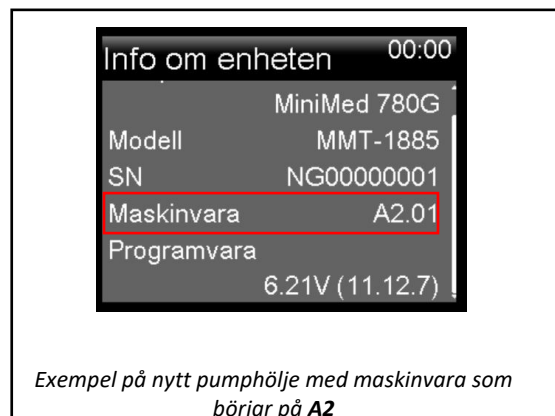 Info om enheten 00:00
MiniMed 780G
Modell MMT-1885
SN NG00000001
Maskinvara A2.01
Programvara
6.21V (11.12.7)
Exempel på nytt pumphölje med maskinvara som
börjar på A2